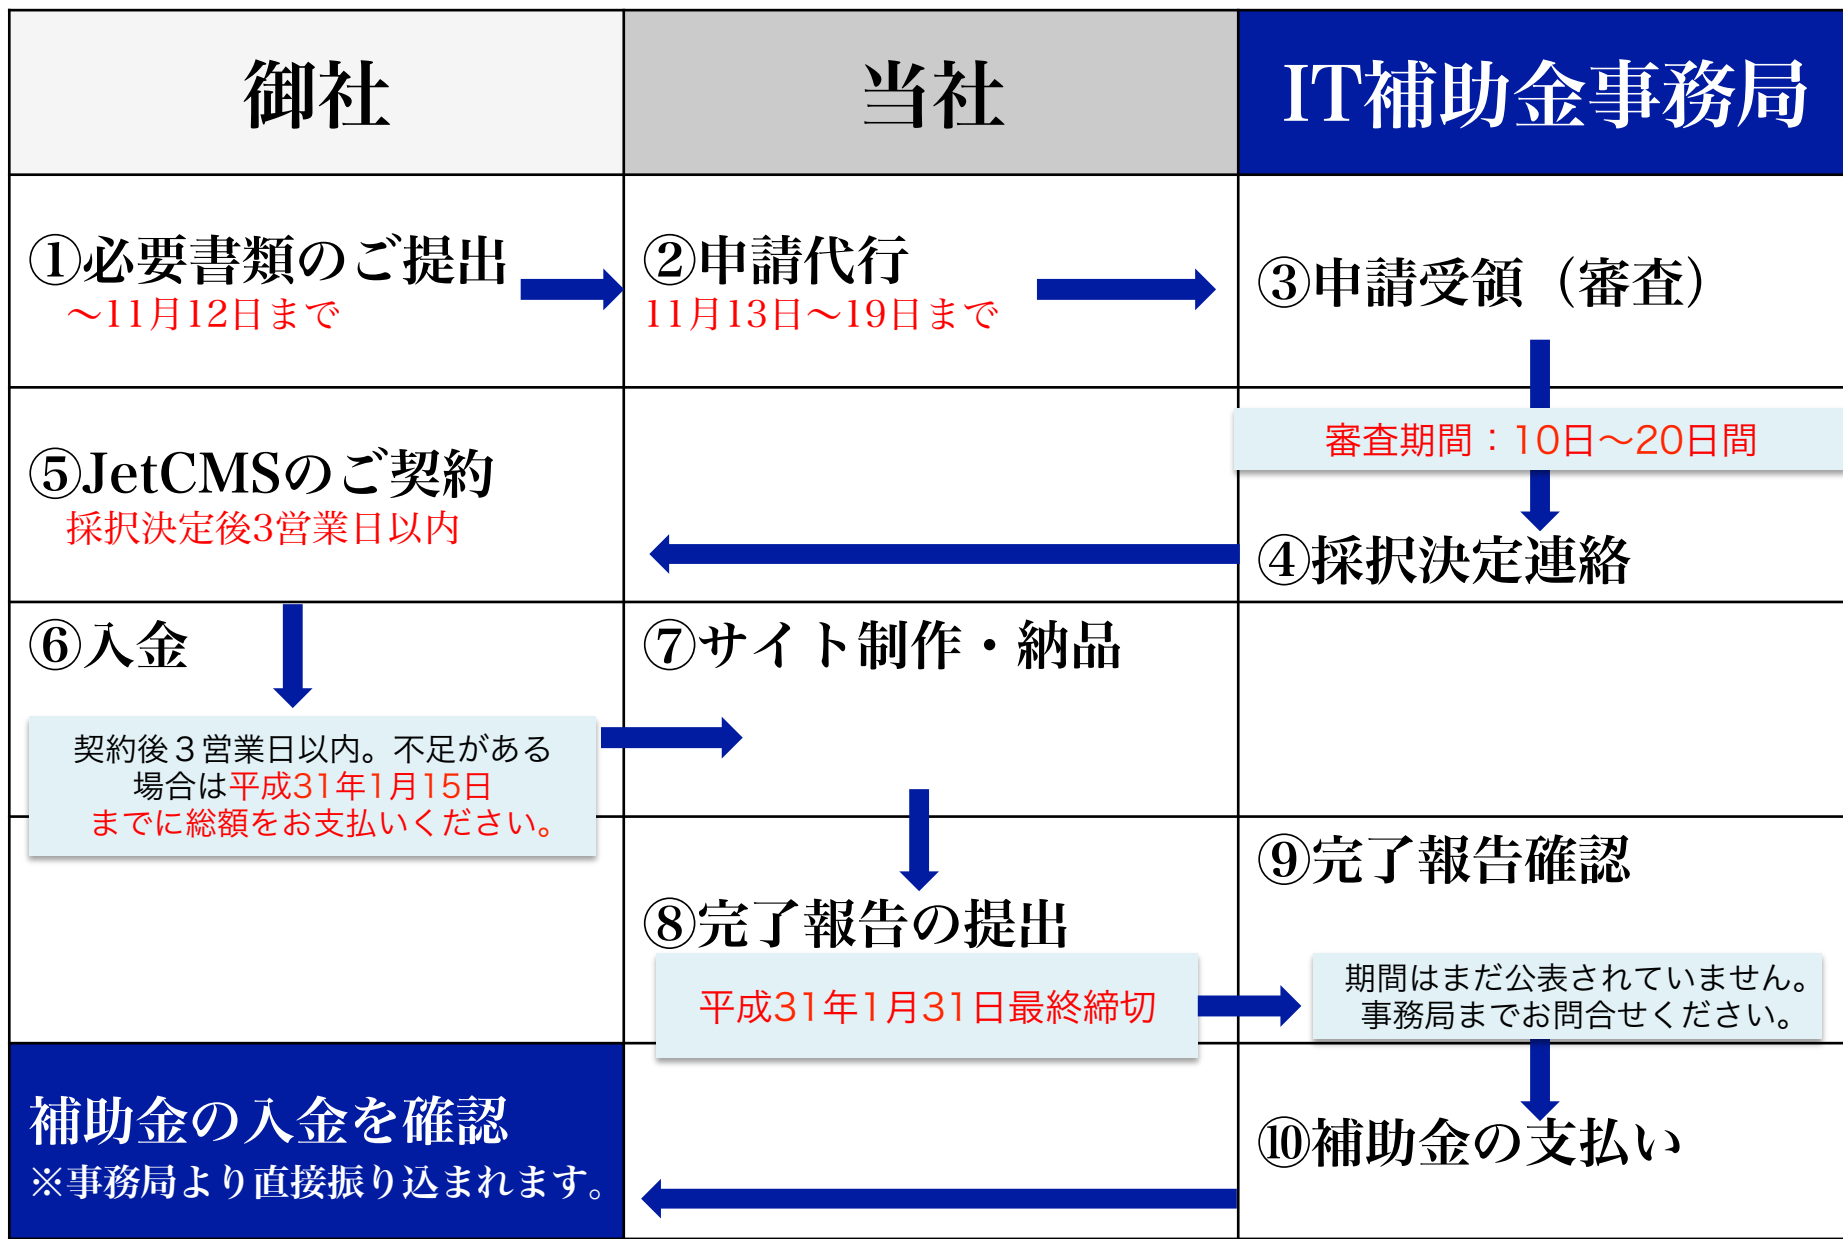 御社
当社
IT補助金事務局
①必要書類のご提出
〜11月12日まで
②申請代行
11月13日〜19日まで
③申請受領（審査）
⑤JetCMSのご契約
採択決定後3営業日以内
審査期間：10日〜20日間
④採択決定連絡
⑥入金
契約後３営業日以内。不足がある
場合は平成31年1月15日
までに総額をお支払いください。
⑦サイト制作・納品
⑧完了報告の提出
平成31年1月31日最終締切
⑨完了報告確認
期間はまだ公表されていません。
事務局までお問合せください。
補助金の入金を確認
※事務局より直接振り込まれます。
⑩補助金の支払い